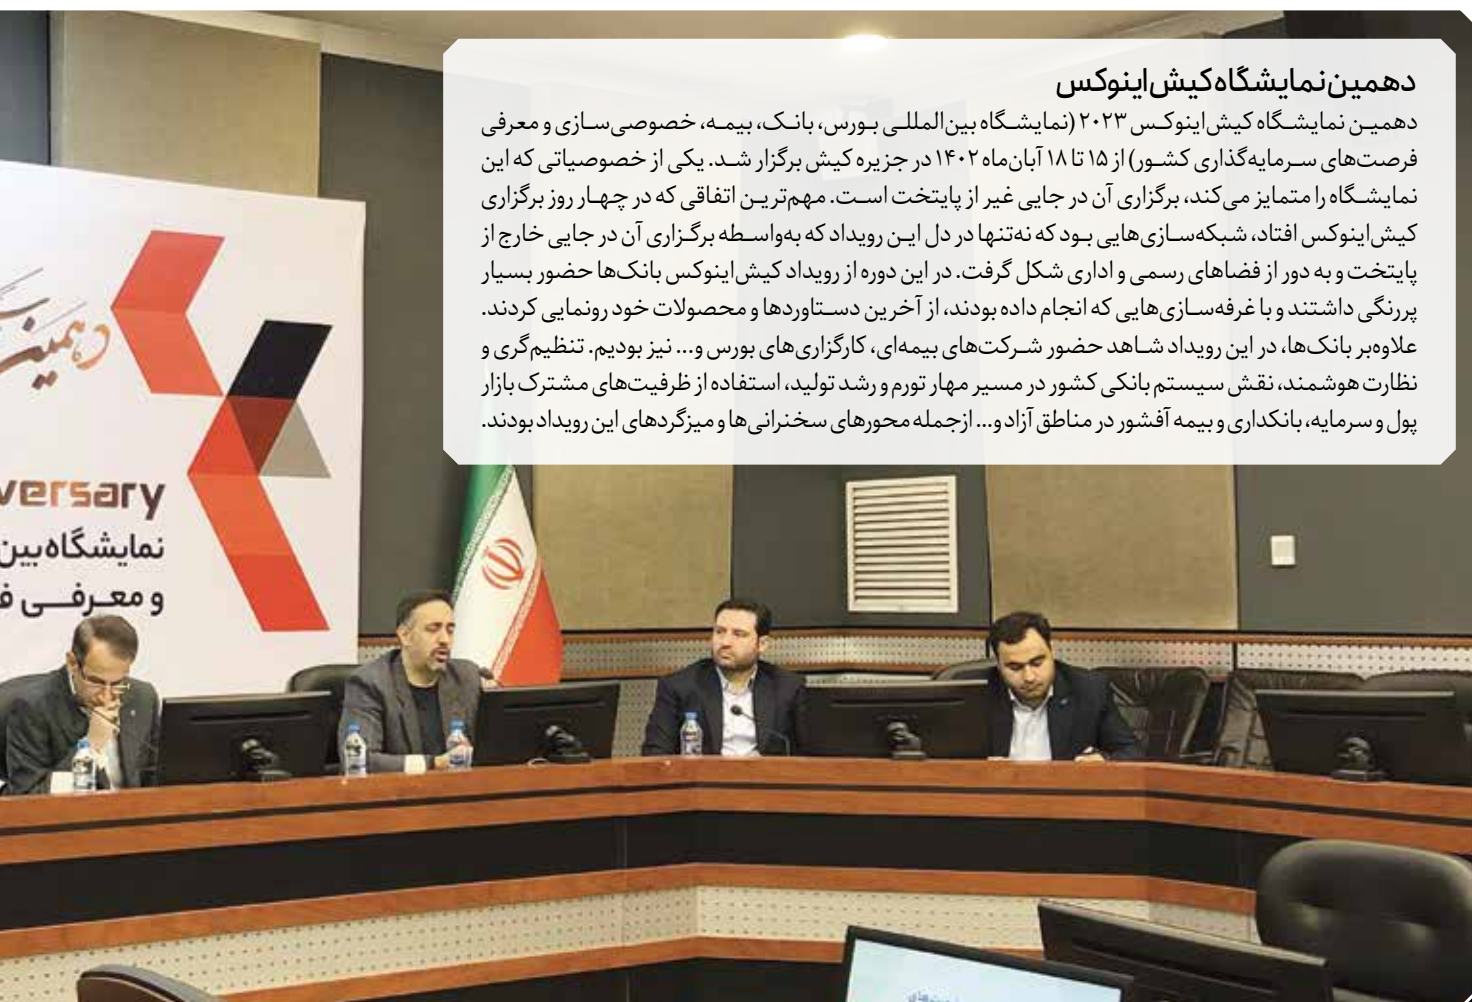 دهمین نمایشگاه کیش اینوکس
دهمین نمایشگاه کیش‌اینوکس ۲۰۲۳ (نمایشگاه بین‌المللی بورس، بانک، بیمه، خصوصی‌سازی و معرفی
فرصت‌های سرمایه‌گذاری کشور) از ۱۵ تا ۱۸ آبان‌ماه ۱۴۰۲ در جزیره کیش برگزار شد. یکی از خصوصیاتی که این
نمایشگاه را متمایز می‌کند، برگزاری آن در جایی غیر از پایتخت است. مهم‌ترین اتفاقی که در چهار روز برگزاری
کیش‌اینوکس افتاد، شبکه‌سازی‌هایی بود که نه‌تنها در دل این رویداد که به‌واسطه برگزاری آن در جایی خارج از
پایتخت و به دور از فضاهای رسمی و اداری شکل گرفت. در این دوره از رویداد کیش‌اینوکس بانک‌ها حضور بسیار
پررنگی داشتند و با غرفه‌سازی‌هایی که انجام داده بودند، از آخرین دستاوردها و محصولات خود رونمایی کردند.
علاوه‌بر بانک‌ها، در این رویداد شاهد حضور شرکت‌های بیمه‌ای، کارگزاری‌های بورس و... نیز بودیم. تنظیم‌گری و
نظارت هوشمند، نقش سیستم بانکی کشور در مسیر مهار تورم و رشد تولید، استفاده از ظرفیت‌های مشترک بازار
پول و سرمایه، بانکداری و بیمه آفشور در مناطق آزاد و... ازجمله محورهای سخنرانی‌ها و میزگردهای این رویداد بودند.
دهمین
versary
نمایشگاه بین
و معرفی ف